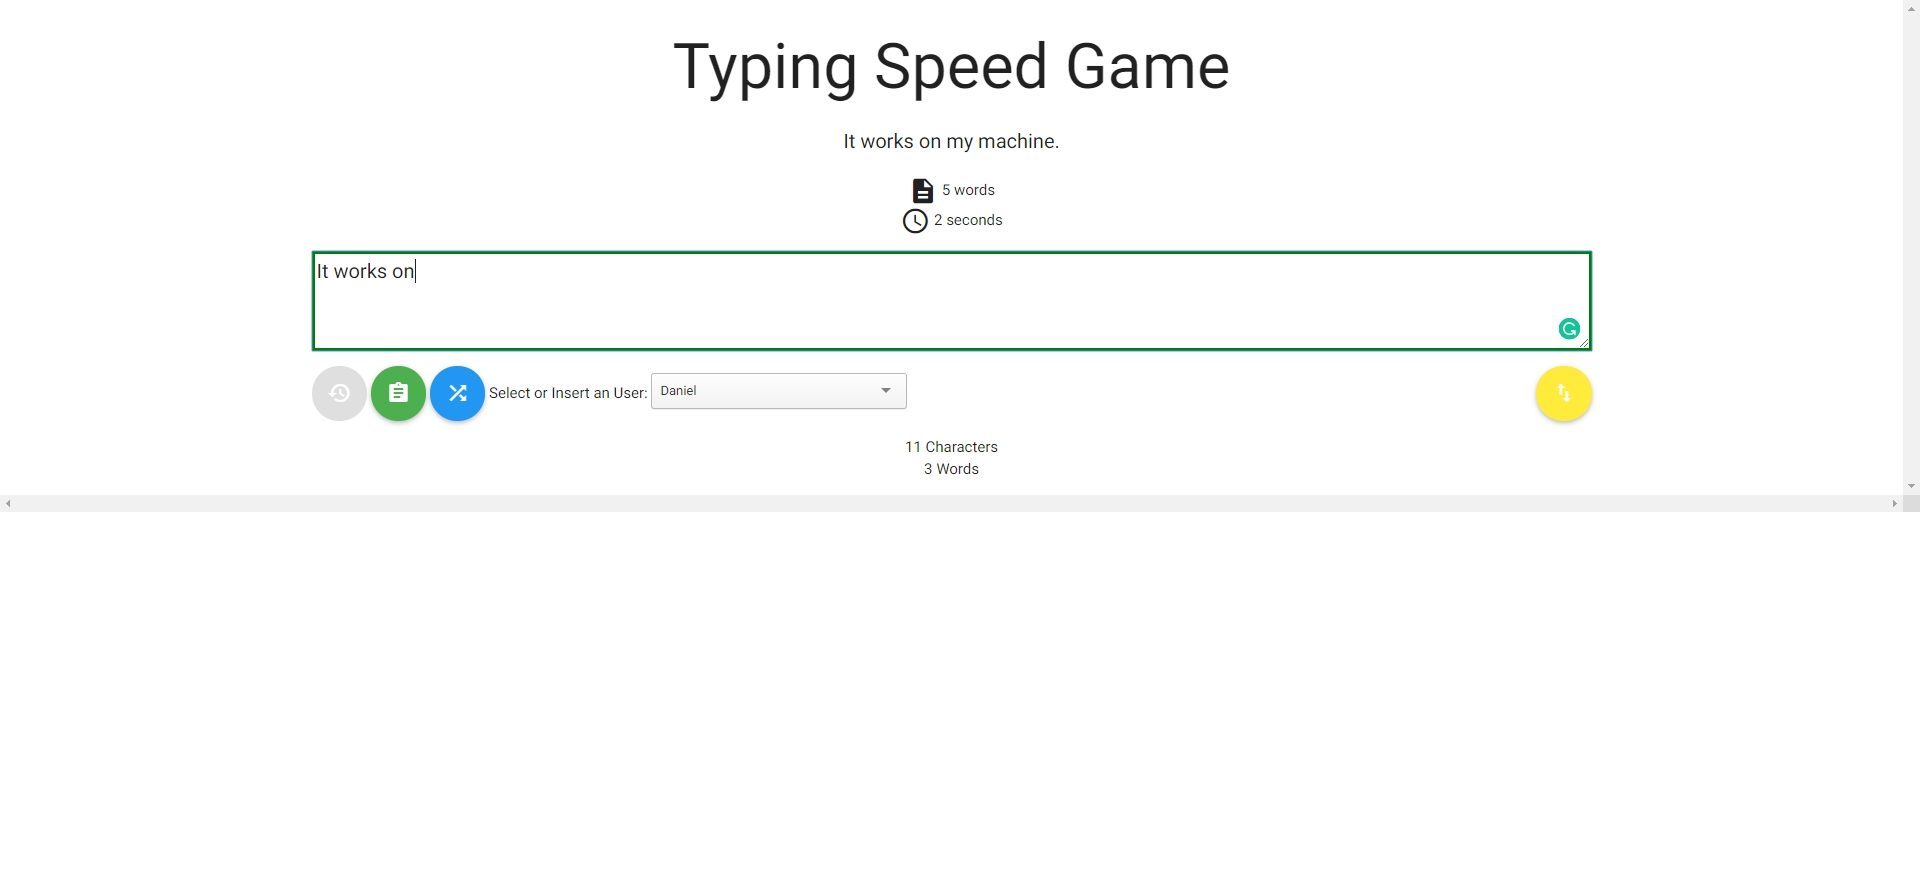 Typing Speed Game
It works on my machine.
5 words
2 seconds
It works on
Select or Insert an User: Daniel
11 Characters
3 Words